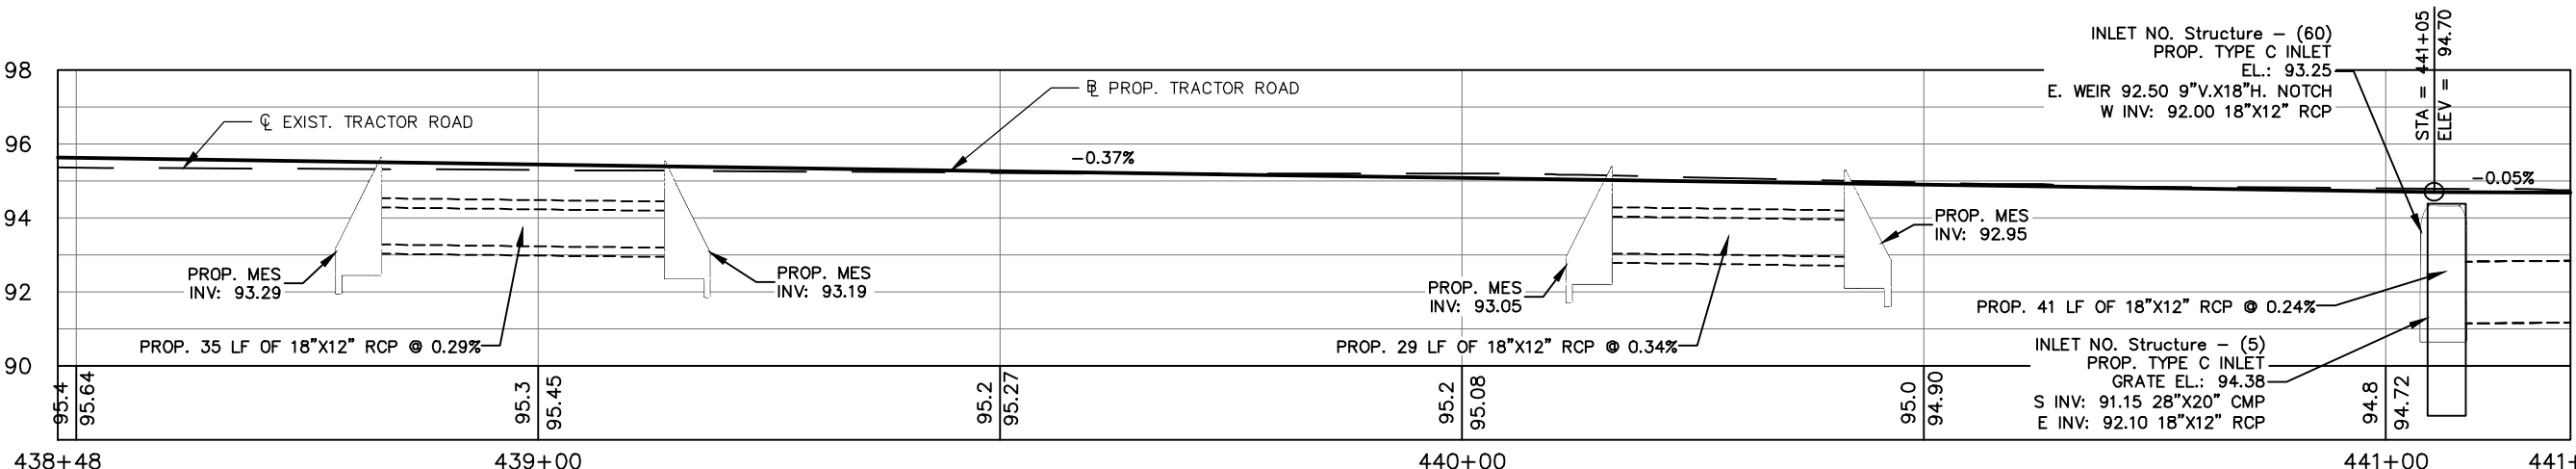 INLET NO. Structure - (60)
PROP. TYPE C INLET
EL.: 93.25
E. WEIR 92.50 9"V.X18"H. NOTCH
W INV: 92.00 18"X12" RCP
STA = 441+05
ELEV = 94.70
98
96
94
92
90
℄ EXIST. TRACTOR ROAD
PROP. TRACTOR ROAD
-0.37%
-0.05%
PROP. MES
INV: 93.29
PROP. MES
INV: 93.19
PROP. MES
INV: 93.05
PROP. MES
INV: 92.95
PROP. 35 LF OF 18"X12" RCP @ 0.29%
PROP. 29 LF OF 18"X12" RCP @ 0.34%
PROP. 41 LF OF 18"X12" RCP @ 0.24%
INLET NO. Structure - (5)
PROP. TYPE C INLET
GRATE EL.: 94.38
S INV: 91.15 28"X20" CMP
E INV: 92.10 18"X12" RCP
95.4
95.64
95.3
95.45
95.2
95.27
95.2
95.08
95.0
94.90
94.8
94.72
438+48
439+00
440+00
441+00
441+